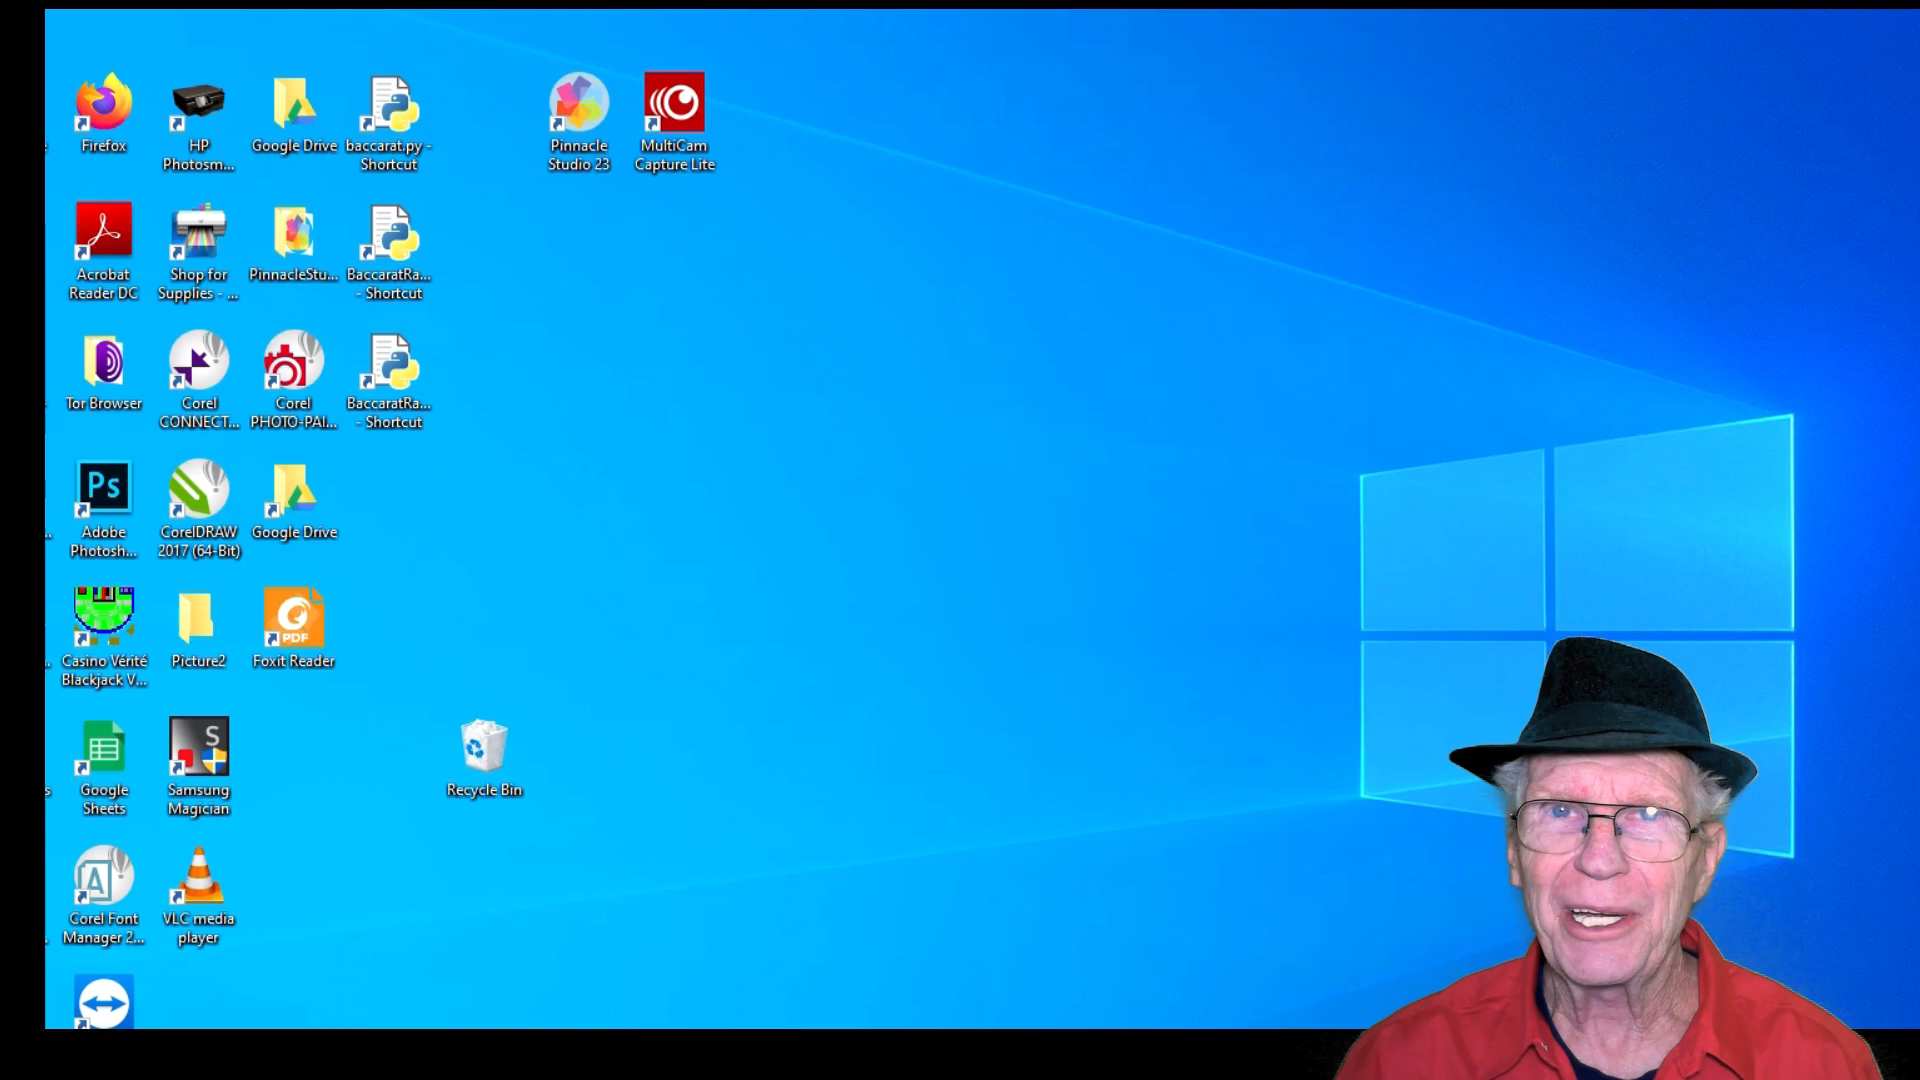 Firefox
HP
Photosm...
Google Drive
baccarat.py -
Shortcut
Pinnacle
Studio 23
MultiCam
Capture Lite
Acrobat
Reader DC
Shop for
Supplies - ...
PinnacleStu...
BaccaratRa...
- Shortcut
Tor Browser
Corel
CONNECT...
Corel
PHOTO-PAI...
BaccaratRa...
- Shortcut
Ps
Adobe
Photosh...
CorelDRAW
2017 (64-Bit)
Google Drive
Casino Vérité
Blackjack V...
Picture2
PDF
Foxit Reader
Google
Sheets
S
Samsung
Magician
Recycle Bin
A
Corel Font
Manager 2...
VLC media
player